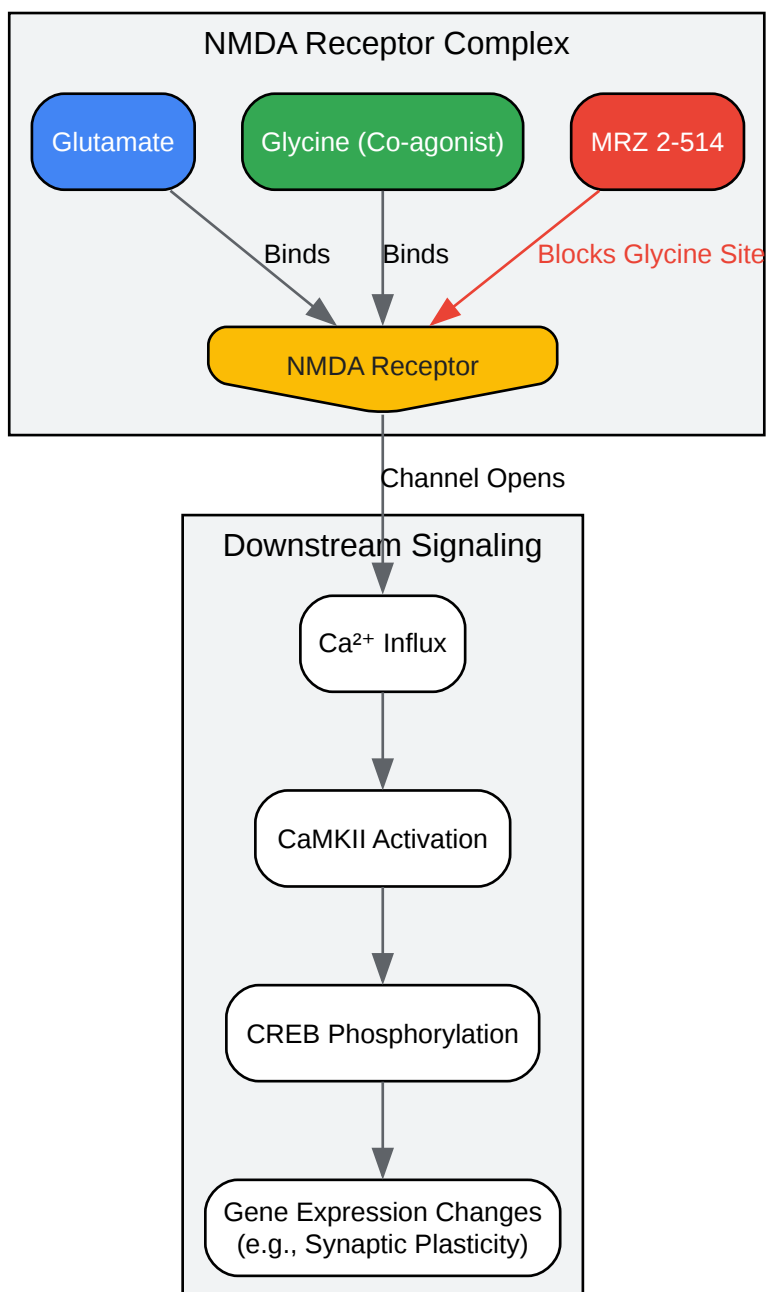 NMDA Receptor Complex
Glutamate
Glycine (Co-agonist)
MRZ 2-514
Binds
Binds
Blocks Glycine Site
NMDA Receptor
Channel Opens
Downstream Signaling
Ca²⁺ Influx
CaMKII Activation
CREB Phosphorylation
Gene Expression Changes
(e.g., Synaptic Plasticity)